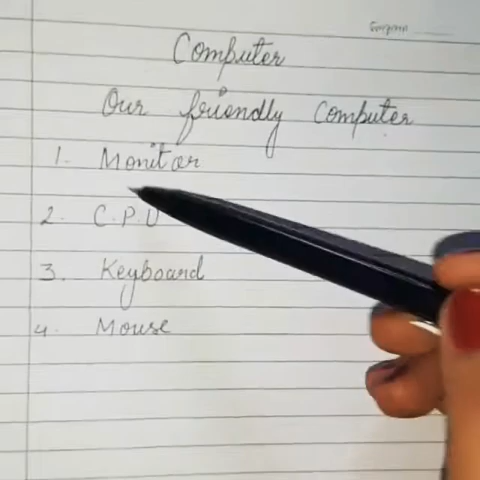 Computer
Our friendly Computer
1. Monitor
2. C.P.U
3. Keyboard
4. Mouse